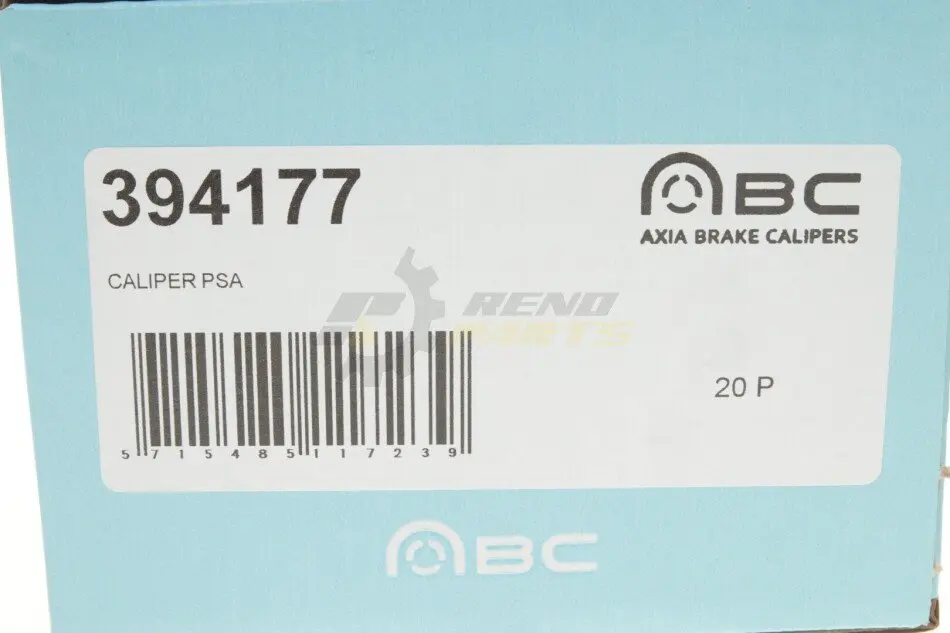 394177
ABC
AXIA BRAKE CALIPERS
CALIPER PSA
RENO
PARTS
20 P
5 715485 117239
ABC